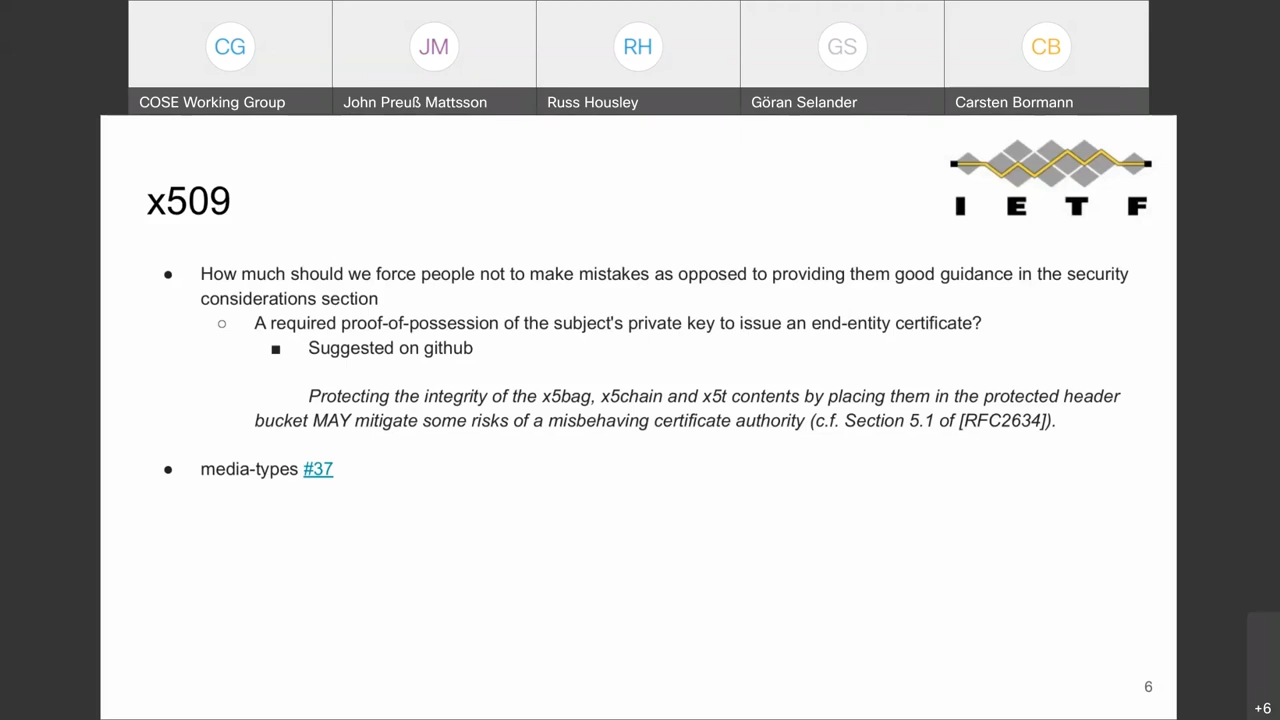 CG
JM
RH
GS
CB
COSE Working Group
John Preuß Mattsson
Russ Housley
Göran Selander
Carsten Bormann
I E T F
x509
● How much should we force people not to make mistakes as opposed to providing them good guidance in the security
considerations section
○ A required proof-of-possession of the subject's private key to issue an end-entity certificate?
■ Suggested on github
Protecting the integrity of the x5bag, x5chain and x5t contents by placing them in the protected header
bucket MAY mitigate some risks of a misbehaving certificate authority (c.f. Section 5.1 of [RFC2634]).
● media-types #37
6
+6